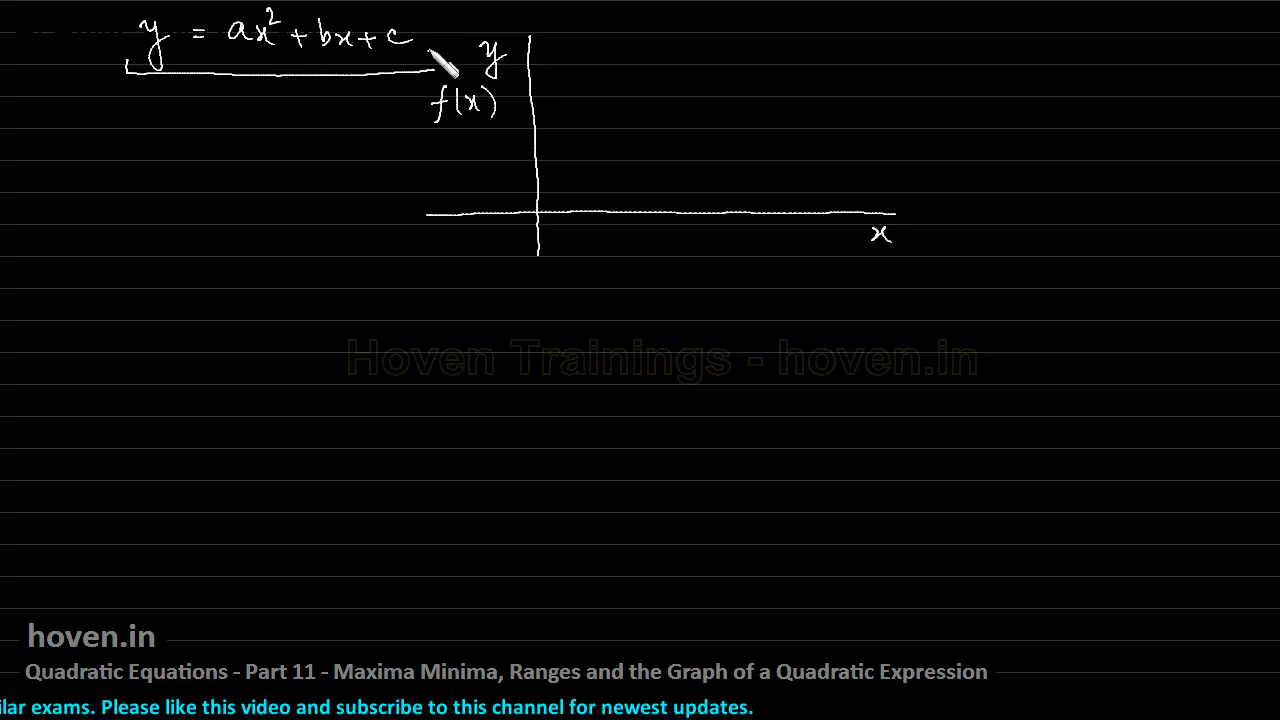 y = ax² + bx + c
y
f(x)
x
Hoven Trainings - hoven.in
hoven.in
Quadratic Equations - Part 11 - Maxima Minima, Ranges and the Graph of a Quadratic Expression
ilar exams. Please like this video and subscribe to this channel for newest updates.